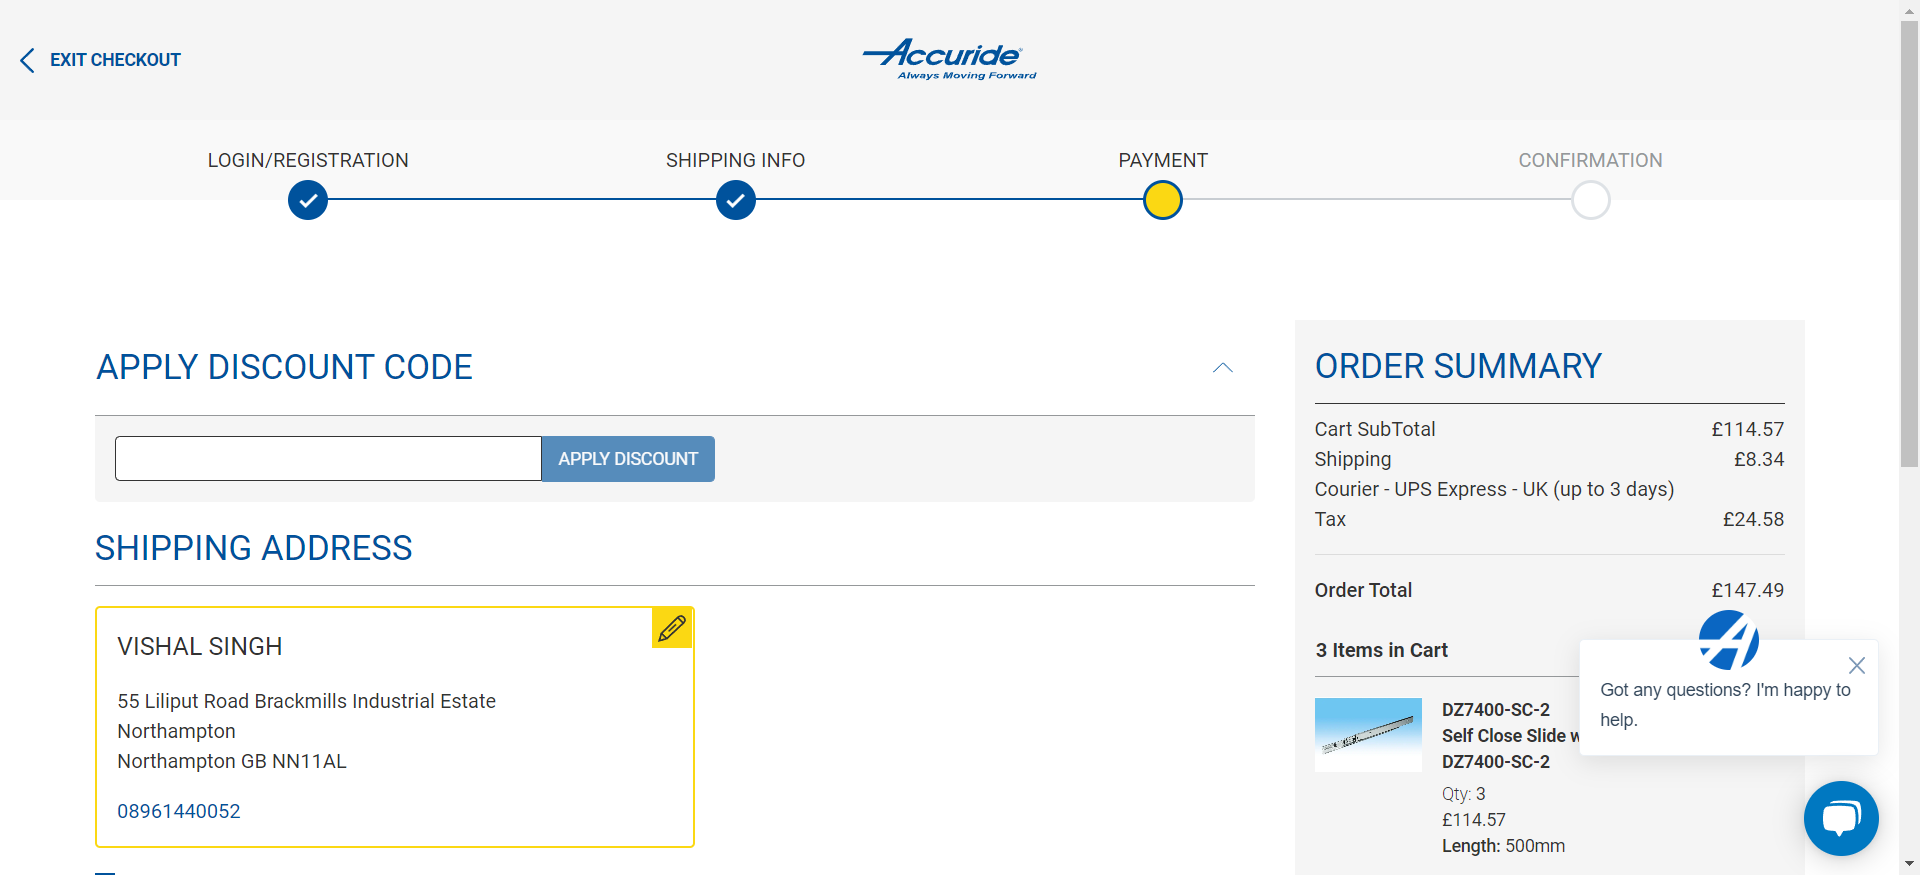 EXIT CHECKOUT
Accuride®
Always Moving Forward
LOGIN/REGISTRATION
SHIPPING INFO
PAYMENT
CONFIRMATION
APPLY DISCOUNT CODE
APPLY DISCOUNT
SHIPPING ADDRESS
VISHAL SINGH
55 Liliput Road Brackmills Industrial Estate
Northampton
Northampton GB NN11AL
08961440052
ORDER SUMMARY
Cart SubTotal £114.57
Shipping £8.34
Courier - UPS Express - UK (up to 3 days)
Tax £24.58
Order Total £147.49
3 Items in Cart
DZ7400-SC-2
Self Close Slide
DZ7400-SC-2
Qty: 3
£114.57
Length: 500mm
Got any questions? I'm happy to
help.